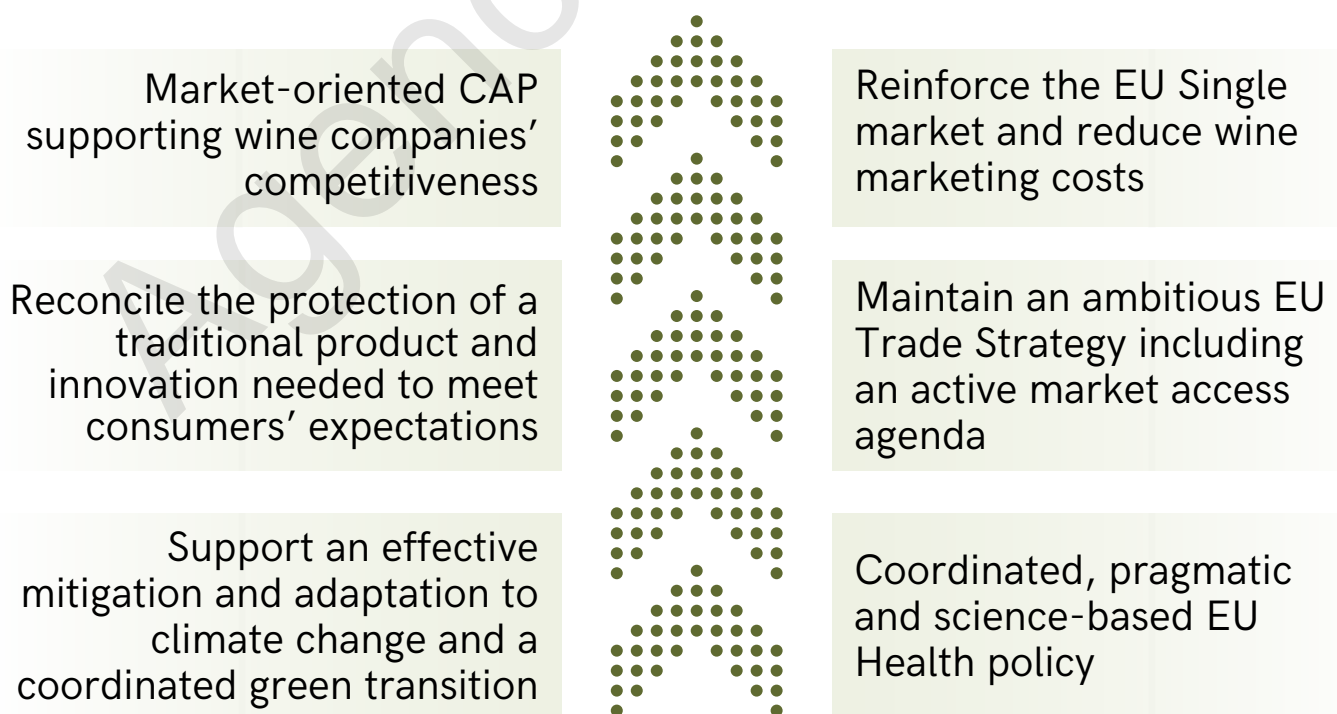 Market-oriented CAP
supporting wine companies’
competitiveness
Reinforce the EU Single
market and reduce wine
marketing costs
Reconcile the protection of a
traditional product and
innovation needed to meet
consumers’ expectations
Maintain an ambitious EU
Trade Strategy including
an active market access
agenda
Support an effective
mitigation and adaptation to
climate change and a
coordinated green transition
Coordinated, pragmatic
and science-based EU
Health policy